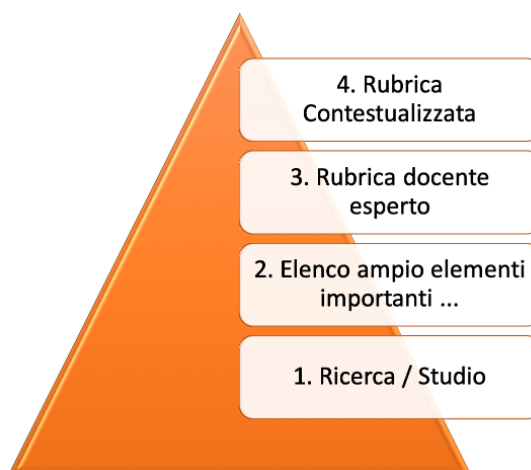 4. Rubrica
Contestualizzata
3. Rubrica docente
esperto
2. Elenco ampio elementi
importanti ...
1. Ricerca / Studio